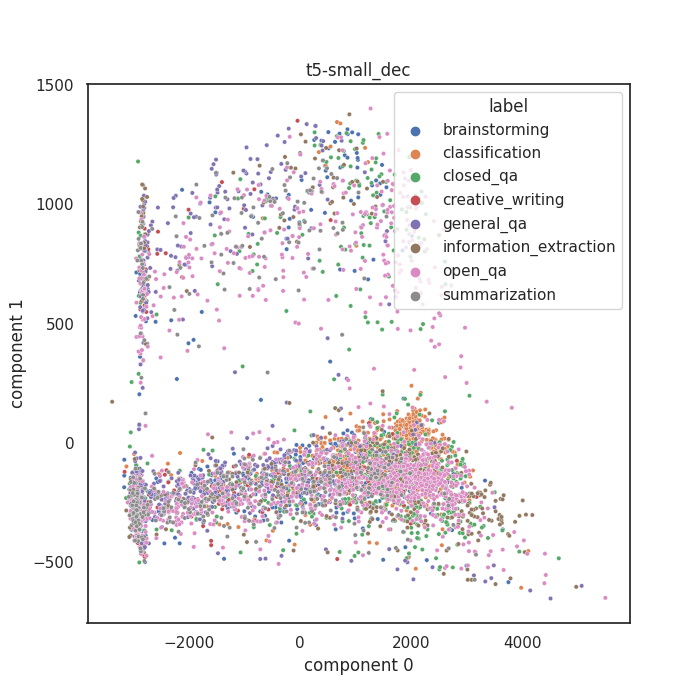 t5-small_dec
1500
1000
500
0
−500
component 1
label
brainstorming
classification
closed_qa
creative_writing
general_qa
information_extraction
open_qa
summarization
−2000
0
2000
4000
component 0